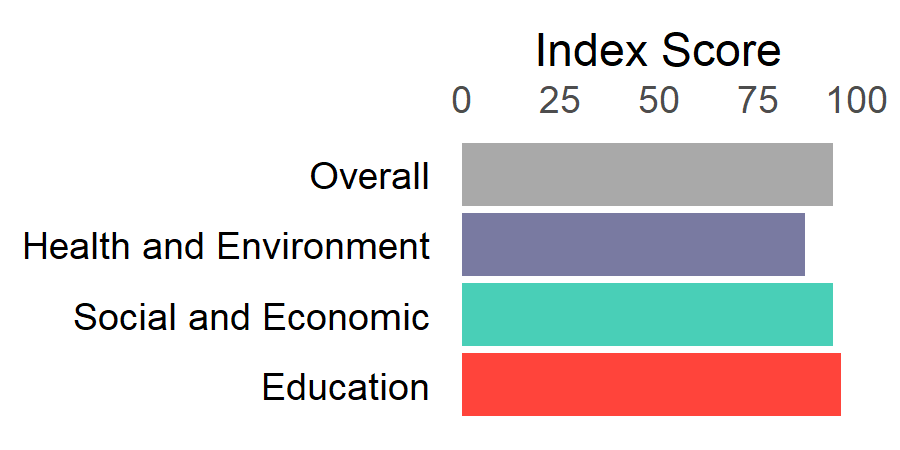 Index Score
0 25 50 75 100
Overall
Health and Environment
Social and Economic
Education